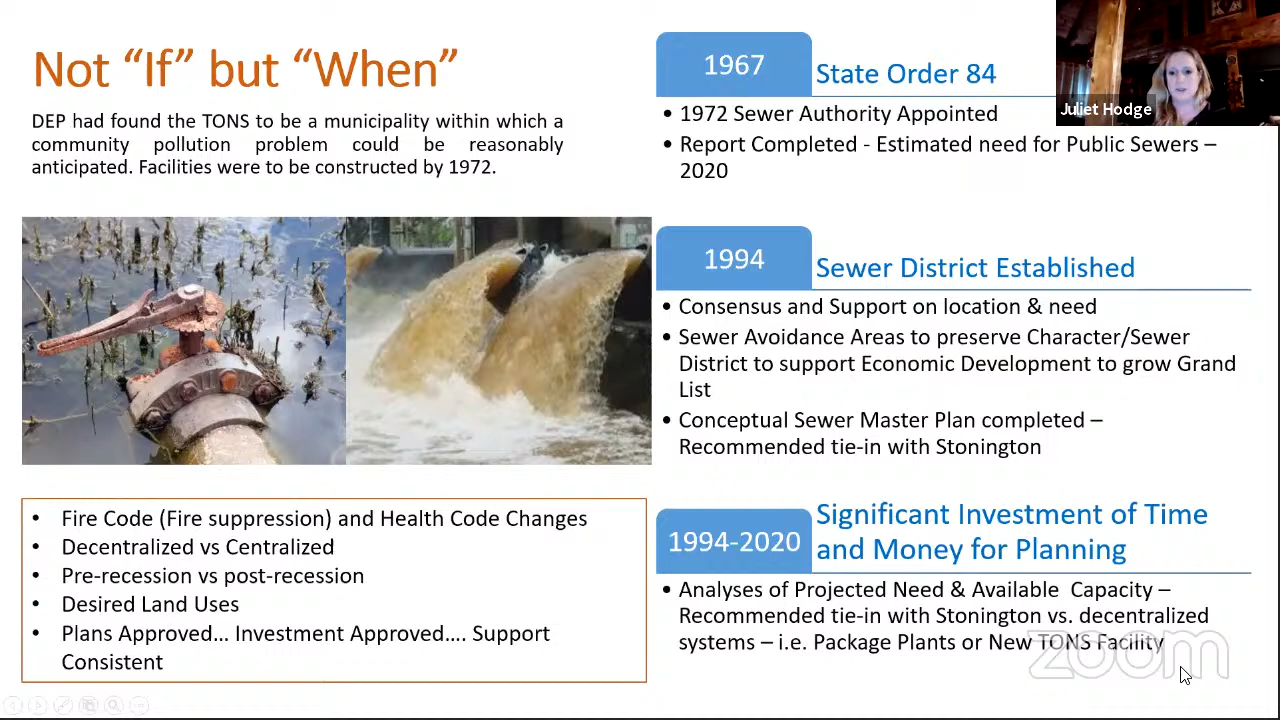 Not “If” but “When”
DEP had found the TONS to be a municipality within which a
community pollution problem could be reasonably
anticipated. Facilities were to be constructed by 1972.
• Fire Code (Fire suppression) and Health Code Changes
• Decentralized vs Centralized
• Pre-recession vs post-recession
• Desired Land Uses
• Plans Approved… Investment Approved…. Support
Consistent
1967
State Order 84
• 1972 Sewer Authority Appointed
• Report Completed - Estimated need for Public Sewers –
2020
1994
Sewer District Established
• Consensus and Support on location & need
• Sewer Avoidance Areas to preserve Character/Sewer
District to support Economic Development to grow Grand
List
• Conceptual Sewer Master Plan completed –
Recommended tie-in with Stonington
1994-2020
Significant Investment of Time
and Money for Planning
• Analyses of Projected Need & Available Capacity –
Recommended tie-in with Stonington vs. decentralized
systems – i.e. Package Plants or New TONS Facility
Juliet Hodge
zoom